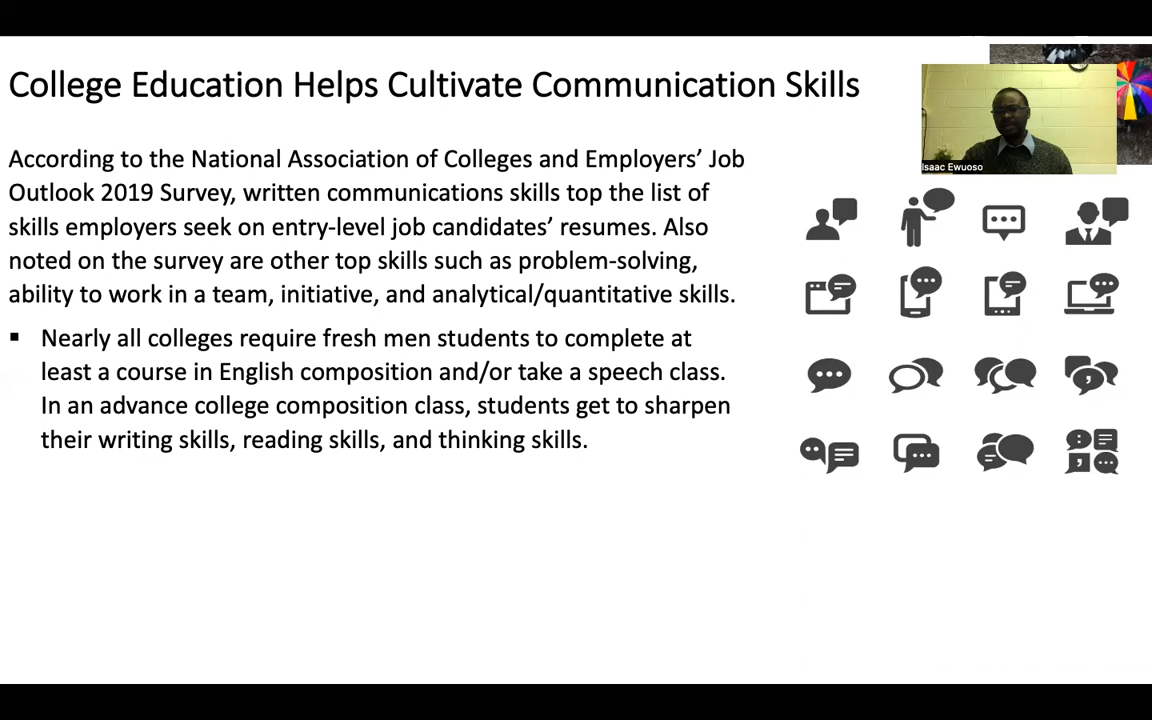 College Education Helps Cultivate Communication Skills
According to the National Association of Colleges and Employers’ Job
Outlook 2019 Survey, written communications skills top the list of
skills employers seek on entry-level job candidates’ resumes. Also
noted on the survey are other top skills such as problem-solving,
ability to work in a team, initiative, and analytical/quantitative skills.
▪ Nearly all colleges require fresh men students to complete at
least a course in English composition and/or take a speech class.
In an advance college composition class, students get to sharpen
their writing skills, reading skills, and thinking skills.
Isaac Ewuoso